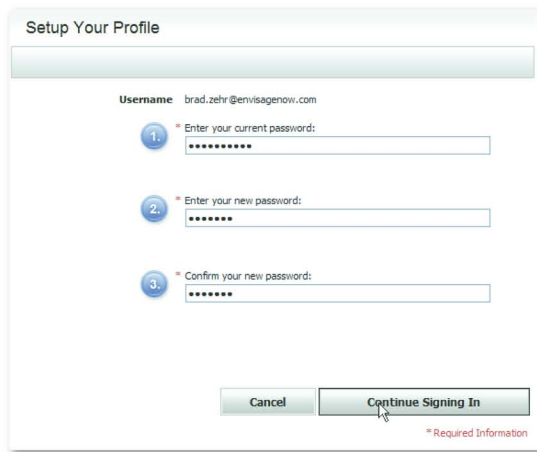 Setup Your Profile
Username brad.zehr@envisagenow.com
1. * Enter your current password:
••••••••••
2. * Enter your new password:
•••••••
3. * Confirm your new password:
•••••••
Cancel Continue Signing In
* Required Information